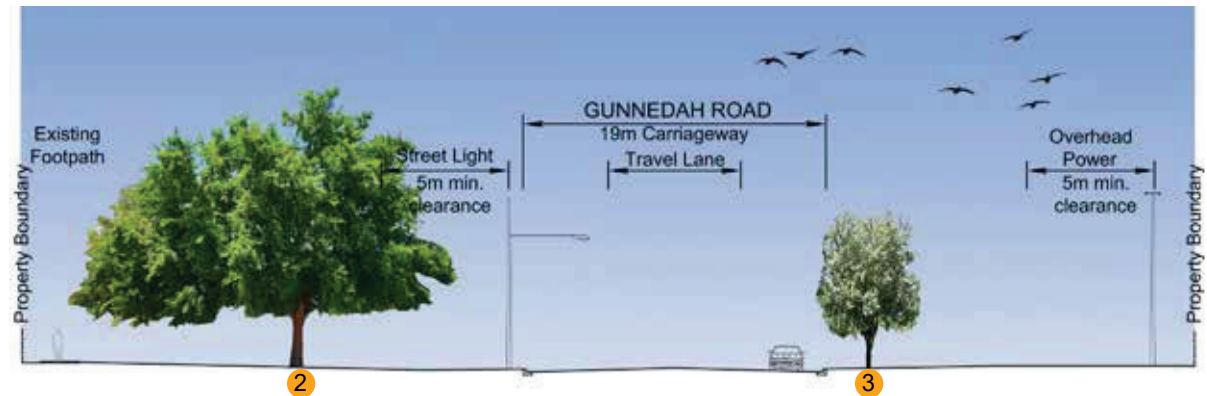 Property Boundary
Existing
Footpath
Street Light
5m min.
clearance
GUNNEDAH ROAD
19m Carriageway
Travel Lane
Overhead
Power
5m min.
clearance
Property Boundary
2
3